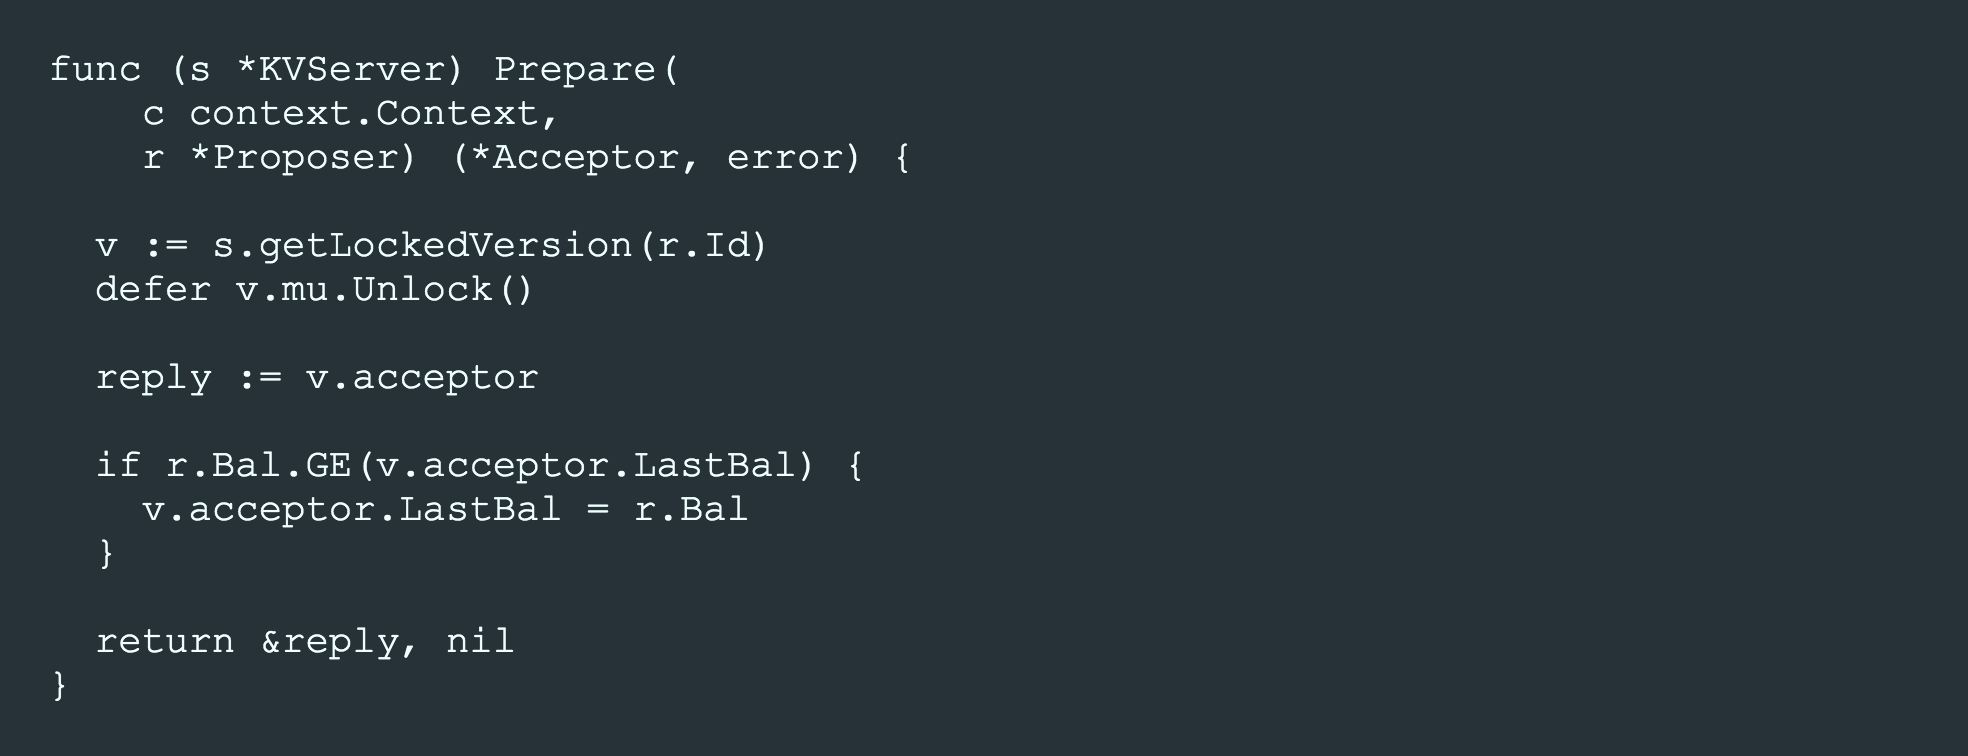 func (s *KVServer) Prepare(
    c context.Context,
    r *Proposer) (*Acceptor, error) {

  v := s.getLockedVersion(r.Id)
  defer v.mu.Unlock()

  reply := v.acceptor

  if r.Bal.GE(v.acceptor.LastBal) {
    v.acceptor.LastBal = r.Bal
  }

  return &reply, nil
}